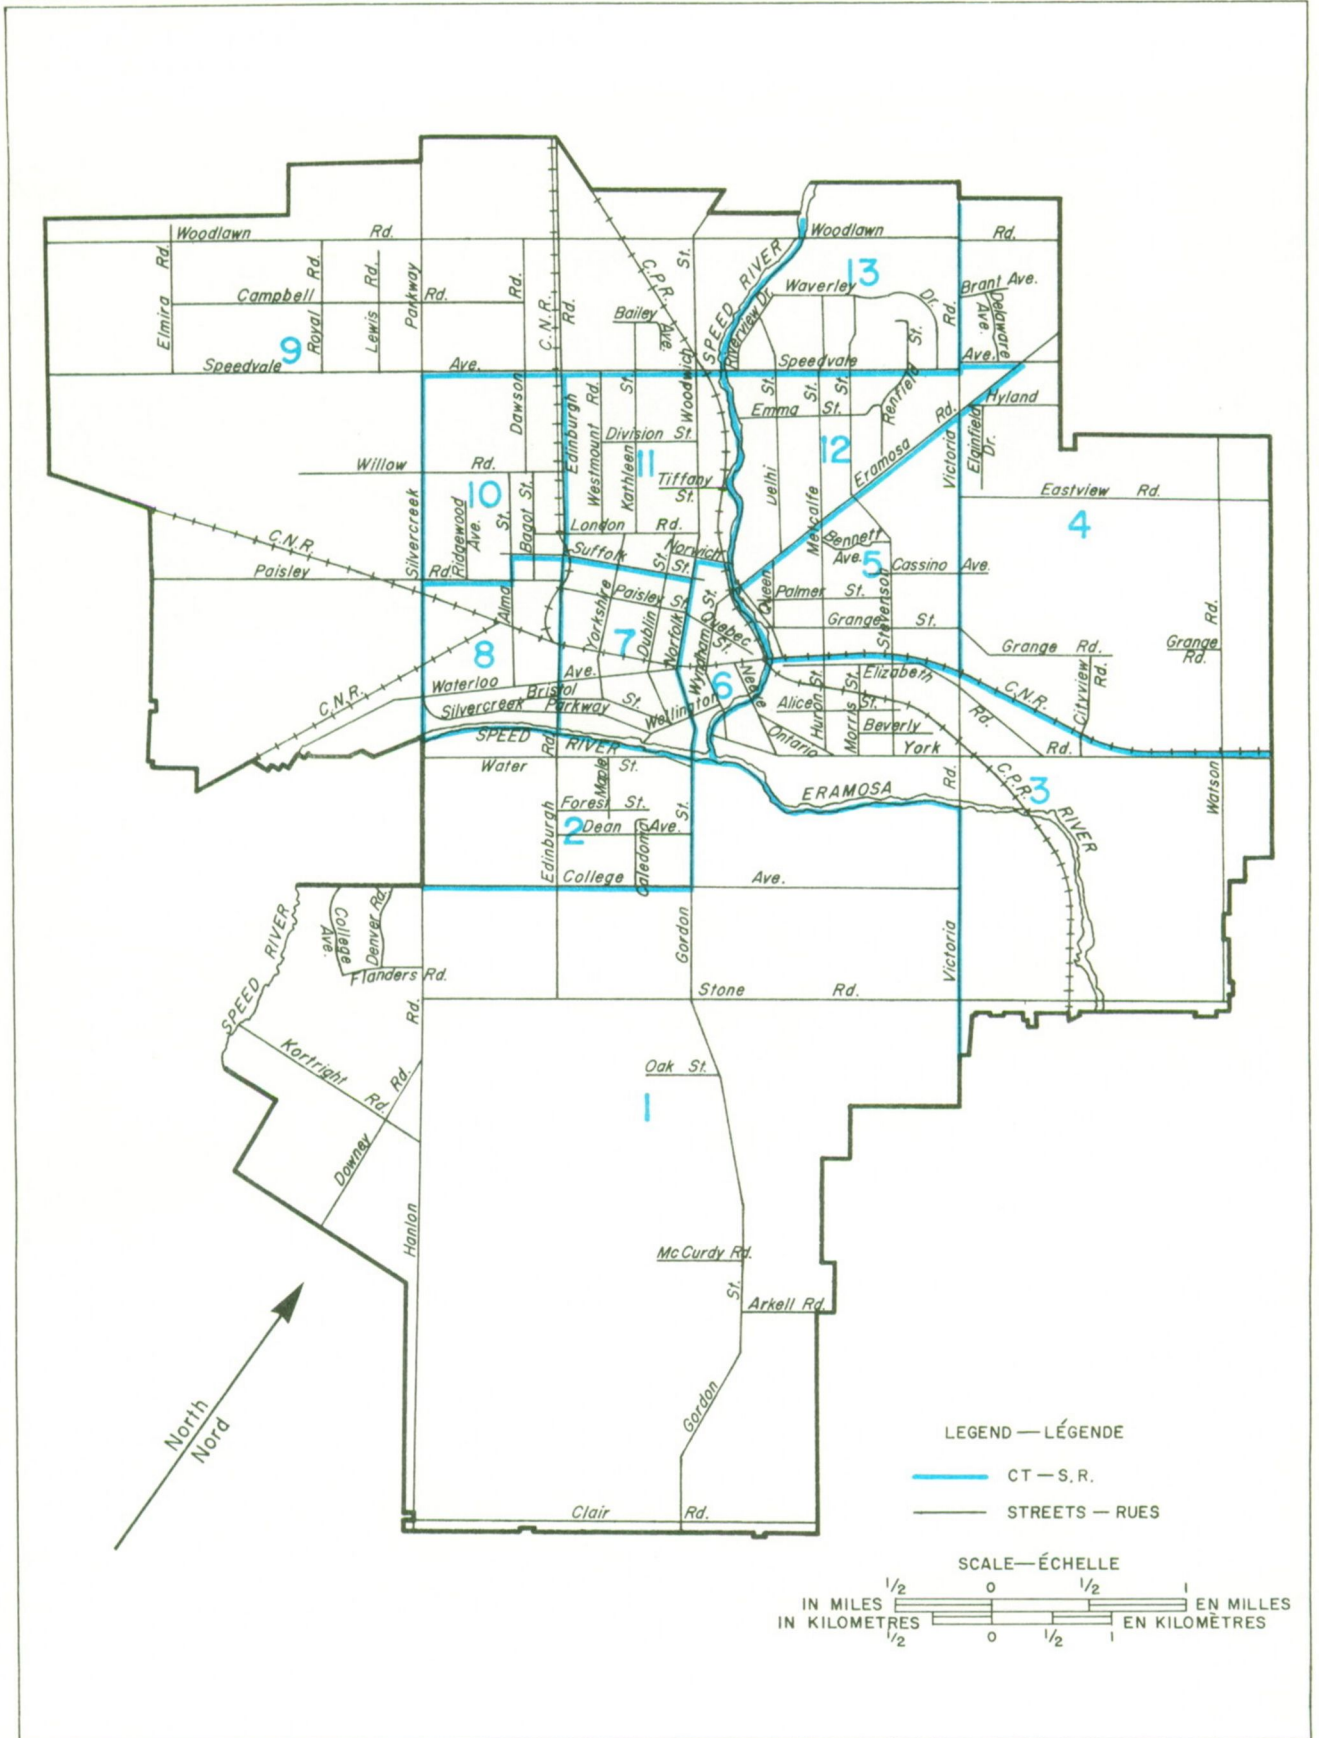 Woodlawn Rd.
Woodlawn Rd.
SPEED RIVER
13
Elmira Rd.
Campbell Rd.
Royal Rd.
Lewis Rd.
Parkway
Rd.
C.N.R.
Rd.
C.P.R.
St.
Bailey Ave.
Riverview Dr.
Waverley Dr.
Rd.
Brant Ave.
Delaware Ave.
9
Speedvale Ave.
Speedvale Ave.
Woodwich
St.
Dawson
Edinburgh
Westmount Rd.
Kathleen St.
Division St.
11
Tiffany St.
Emma St.
Renfield St.
12
Delhi St.
Metcalfe St.
St.
Eramosa Rd.
Victoria
Hyland
Elginfield Dr.
Willow Rd.
10
Silvercreek
Ridgewood Ave.
St.
Bagot St.
London Rd.
Eastview Rd.
4
C.N.R.
Paisley Rd.
Alma
Suffolk St.
Norwich
St.
Bennett Ave.
5
Cassino Ave.
Queen
Palmer St.
Stevenson
Grange St.
Grange Rd.
Grange Rd.
Rd.
Yorkshire
Paisley St.
Dublin
Norfolk
Quebec St.
Wyndham
7
8
6
Neeve
Waterloo Ave.
Bristol St.
Silvercreek Parkway
Wellington
C.N.R.
Elizabeth Rd.
C.N.R.
Cityview Rd.
Alice St.
Huron St.
Morris St.
Beverly
Ontario
York Rd.
SPEED RIVER
Water St.
Rd.
Maple
ERAMOSA RIVER
C.P.R.
3
Watson
Forest St.
2
Dean Ave.
Edinburgh
Caledonia
St.
College Ave.
Rd.
SPEED RIVER
College Ave.
Denver Rd.
Flanders Rd.
Gordon
Victoria
Stone Rd.
Rd.
Kortright Rd.
Downey Rd.
Oak St.
1
Hanlon
McCurdy Rd.
St.
Arkell Rd.
Gordon
Clair Rd.
North
Nord
LEGEND — LÉGENDE
CT — S.R.
STREETS — RUES
SCALE — ÉCHELLE
1/2 0 1/2 1
IN MILES EN MILLES
IN KILOMETRES EN KILOMÈTRES
1/2 0 1/2 1